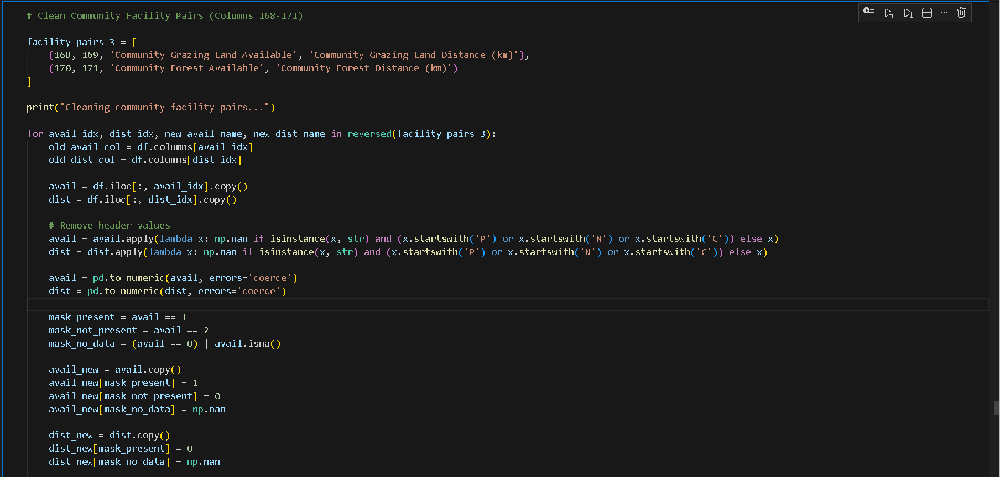 # Clean Community Facility Pairs (Columns 168-171)
facility_pairs_3 = [
(168, 169, 'Community Grazing Land Available', 'Community Grazing Land Distance (km)'),
(170, 171, 'Community Forest Available', 'Community Forest Distance (km)')
]
print("Cleaning community facility pairs...")
for avail_idx, dist_idx, new_avail_name, new_dist_name in reversed(facility_pairs_3):
old_avail_col = df.columns[avail_idx]
old_dist_col = df.columns[dist_idx]
avail = df.iloc[:, avail_idx].copy()
dist = df.iloc[:, dist_idx].copy()
# Remove header values
avail = avail.apply(lambda x: np.nan if isinstance(x, str) and (x.startswith('P') or x.startswith('N') or x.startswith('C')) else x)
dist = dist.apply(lambda x: np.nan if isinstance(x, str) and (x.startswith('P') or x.startswith('N') or x.startswith('C')) else x)
avail = pd.to_numeric(avail, errors='coerce')
dist = pd.to_numeric(dist, errors='coerce')
mask_present = avail == 1
mask_not_present = avail == 2
mask_no_data = (avail == 0) | avail.isna()
avail_new = avail.copy()
avail_new[mask_present] = 1
avail_new[mask_not_present] = 0
avail_new[mask_no_data] = np.nan
dist_new = dist.copy()
dist_new[mask_present] = 0
dist_new[mask_no_data] = np.nan